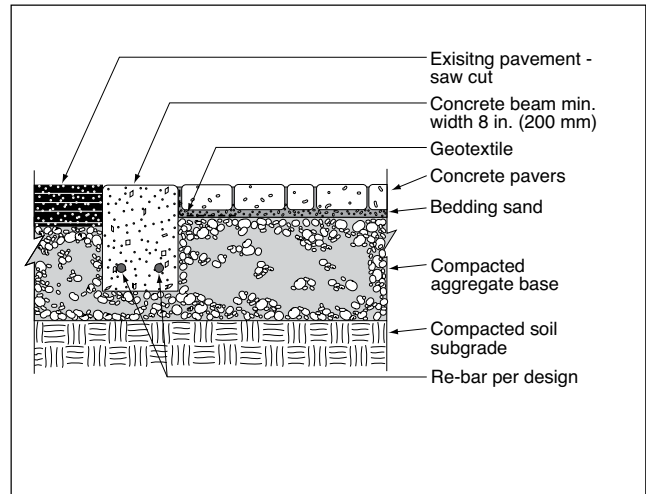 Exisitng pavement -
saw cut
Concrete beam min.
width 8 in. (200 mm)
Geotextile
Concrete pavers
Bedding sand
Compacted
aggregate base
Compacted soil
subgrade
Re-bar per design